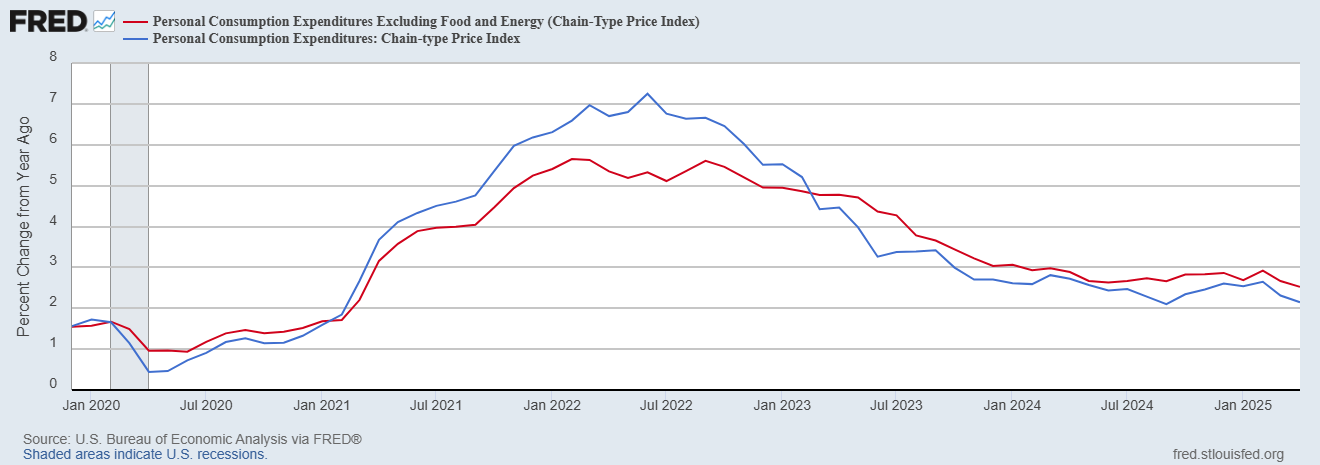 FRED
Personal Consumption Expenditures Excluding Food and Energy (Chain-Type Price Index)
Personal Consumption Expenditures: Chain-type Price Index
Percent Change from Year Ago
8
7
6
5
4
3
2
1
0
Jan 2020 Jul 2020 Jan 2021 Jul 2021 Jan 2022 Jul 2022 Jan 2023 Jul 2023 Jan 2024 Jul 2024 Jan 2025
Source: U.S. Bureau of Economic Analysis via FRED®
Shaded areas indicate U.S. recessions.
fred.stlouisfed.org